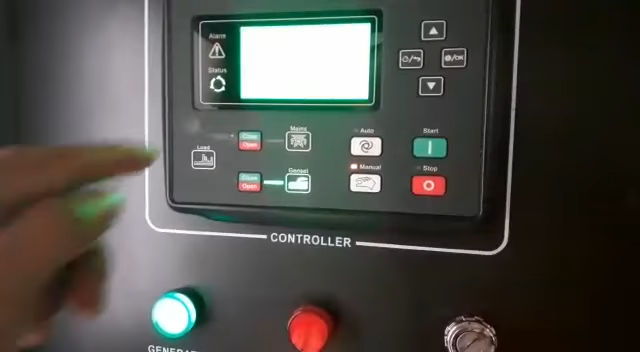 Alarm
Status
Load
Close
Open
Mains
Close
Open
Genset
Auto
Manual
Start
Stop
CONTROLLER